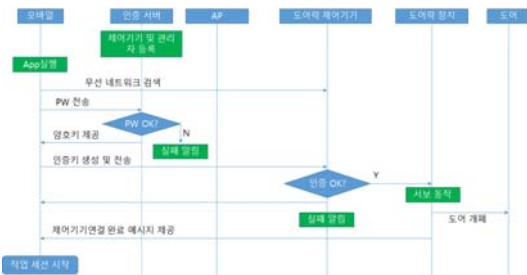 모바일
인증 서버
AP
도어락 제어기기
도어락 장치
도어
제어기기 및 관리
자 등록
App실행
무선 네트워크 검색
PW 전송
PW OK?
N
암호키 제공
실패 알림
인증키 생성 및 전송
인증 OK?
Y
서보 동작
실패 알림
도어 개폐
제어기기연결 완료 메시지 제공
작업 세션 시작